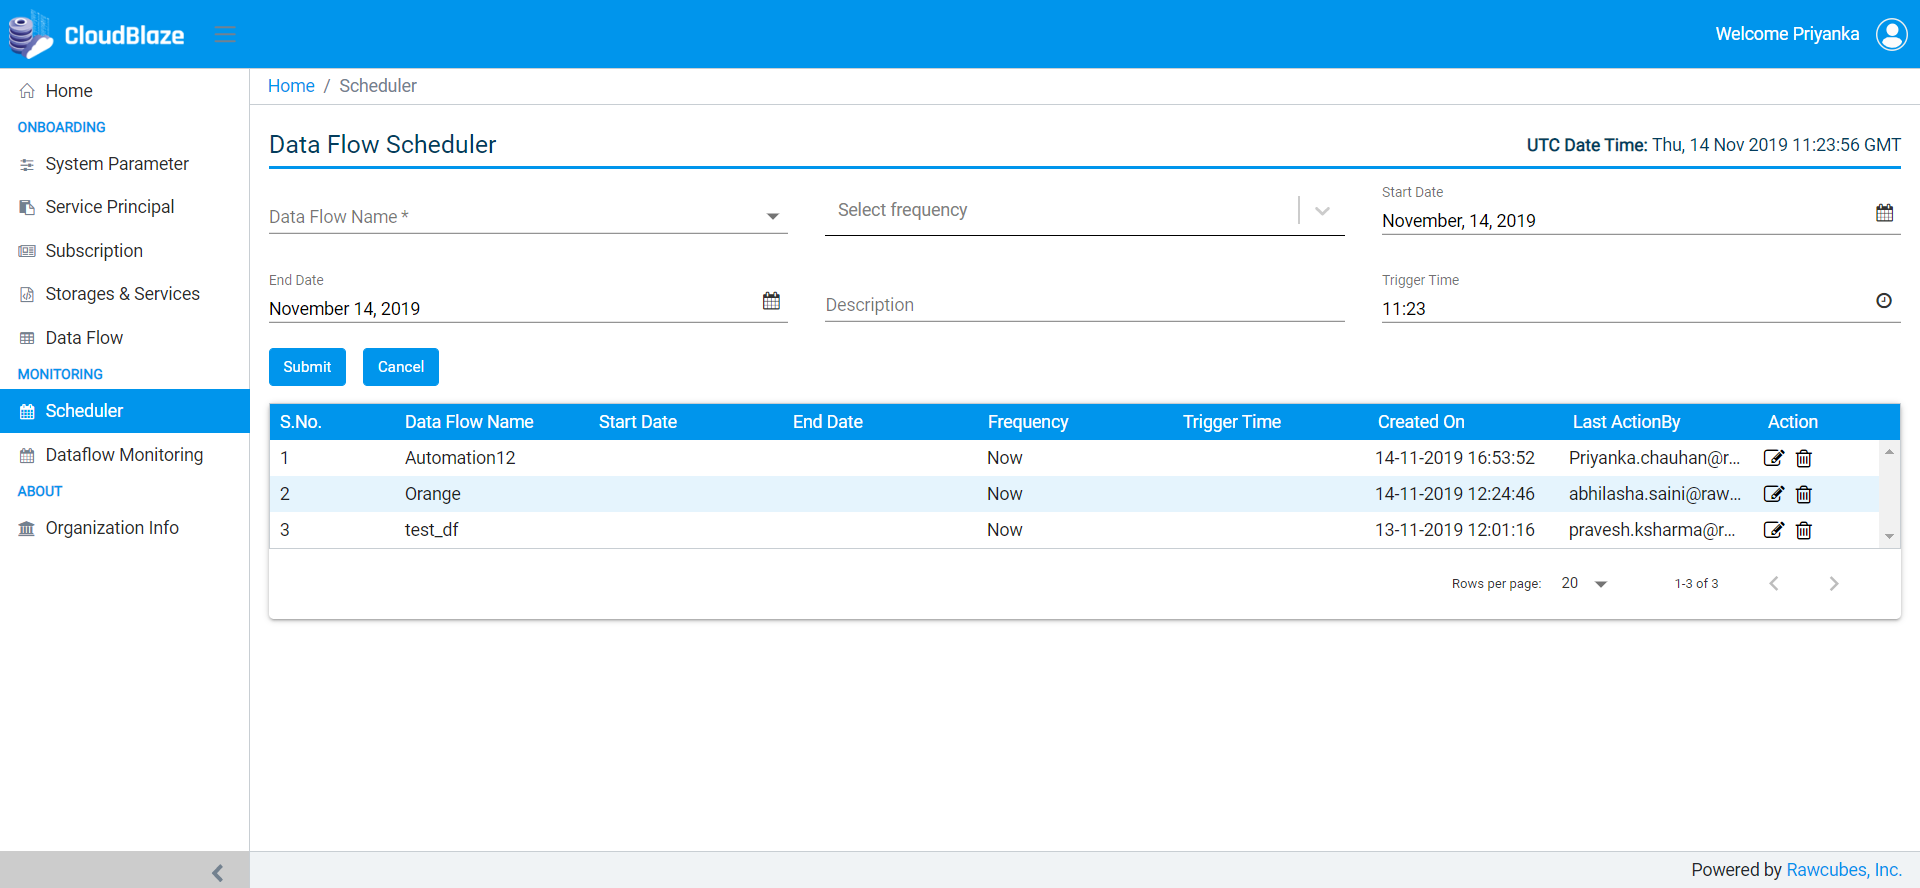 CloudBlaze
Welcome Priyanka
Home
ONBOARDING
System Parameter
Service Principal
Subscription
Storages & Services
Data Flow
MONITORING
Scheduler
Dataflow Monitoring
ABOUT
Organization Info
Home / Scheduler
Data Flow Scheduler
UTC Date Time: Thu, 14 Nov 2019 11:23:56 GMT
Data Flow Name *
Select frequency
Start Date
November, 14, 2019
End Date
November 14, 2019
Description
Trigger Time
11:23
Submit Cancel
S.No. Data Flow Name Start Date End Date Frequency Trigger Time Created On Last ActionBy Action
1 Automation12 Now 14-11-2019 16:53:52 Priyanka.chauhan@r...
2 Orange Now 14-11-2019 12:24:46 abhilasha.saini@raw...
3 test_df Now 13-11-2019 12:01:16 pravesh.ksharma@r...
Rows per page: 20 1-3 of 3
Powered by Rawcubes, Inc.